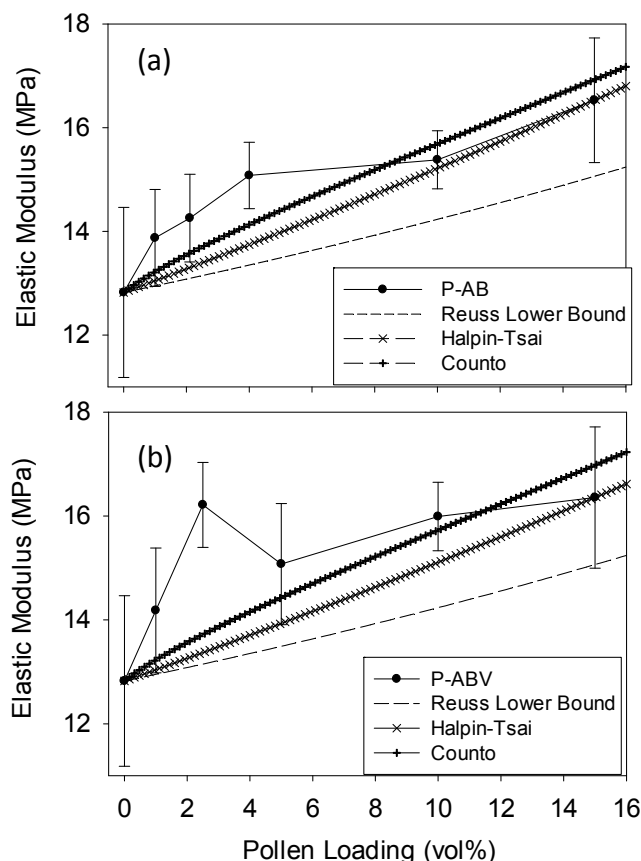 18
(a)
16
14
12
Elastic Modulus (MPa)
P-AB
Reuss Lower Bound
Halpin-Tsai
Counto
18
(b)
16
14
12
Elastic Modulus (MPa)
P-ABV
Reuss Lower Bound
Halpin-Tsai
Counto
0 2 4 6 8 10 12 14 16
Pollen Loading (vol%)